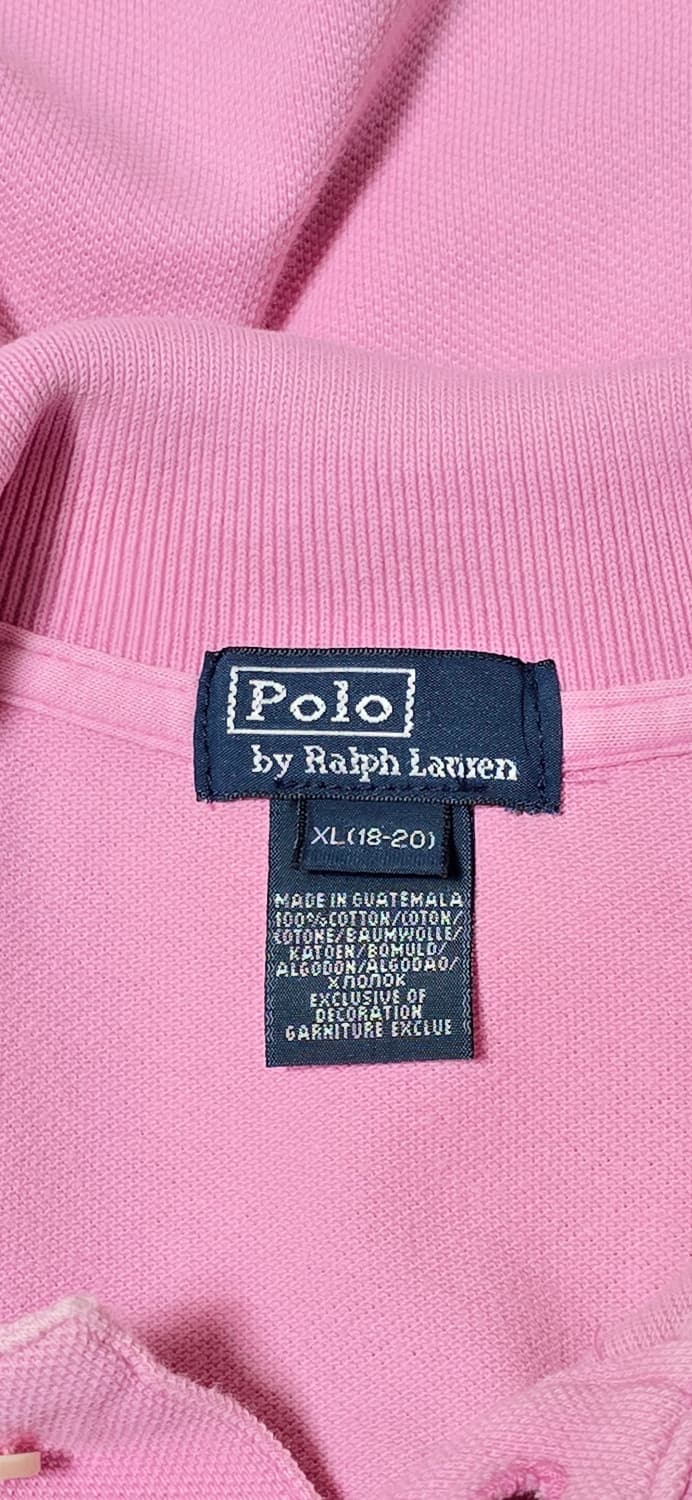 Polo
by Ralph Lauren
XL(18-20)
MADE IN GUATEMALA
100%COTTON/COTON/
COTONE/BAUMWOLLE/
KATOEN/BOMULD/
ALGODON/ALGODAO/
ХЛОПОК
EXCLUSIVE OF
DECORATION
GARNITURE EXCLUE